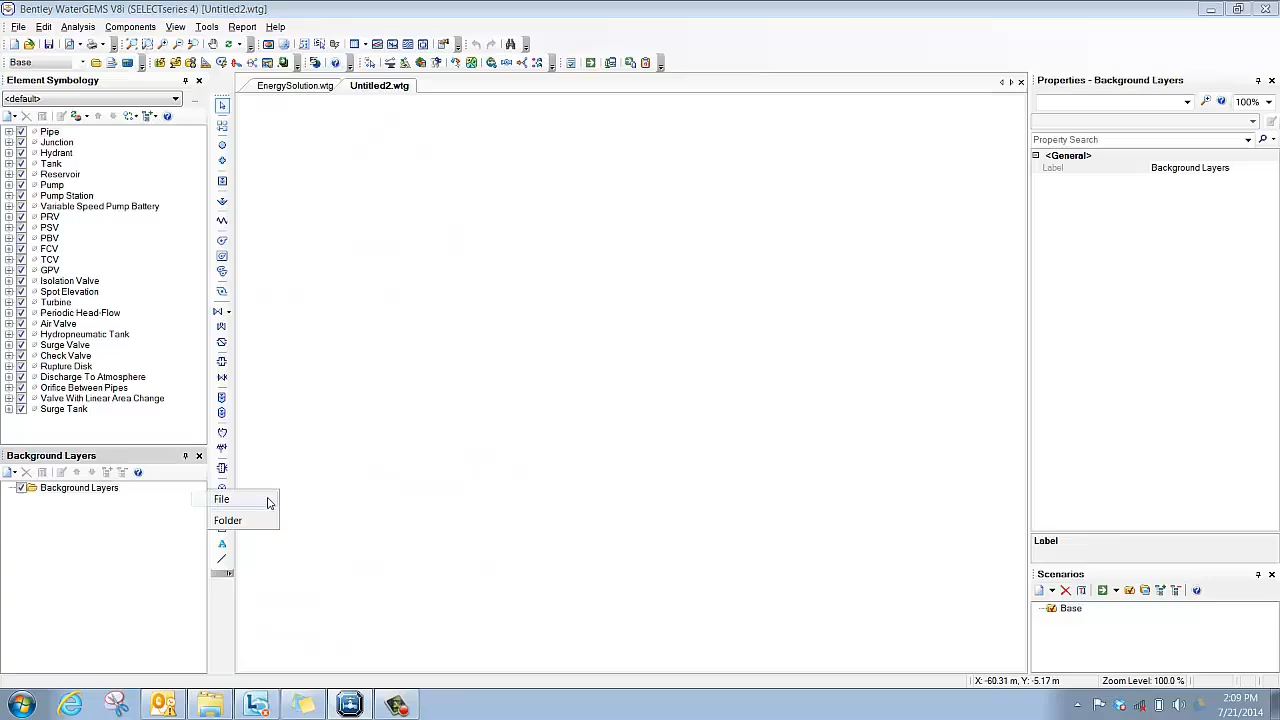 Bentley WaterGEMS V8i (SELECTseries 4) [Untitled2.wtg]
File Edit Analysis Components View Tools Report Help
Base
Element Symbology
<default>
Pipe
Junction
Hydrant
Tank
Reservoir
Pump
Pump Station
Variable Speed Pump Battery
PRV
PSV
PBV
FCV
TCV
GPV
Isolation Valve
Spot Elevation
Turbine
Periodic Head-Flow
Air Valve
Hydropneumatic Tank
Surge Valve
Check Valve
Rupture Disk
Discharge To Atmosphere
Orifice Between Pipes
Valve With Linear Area Change
Surge Tank
Background Layers
Background Layers
File
Folder
EnergySolution.wtg Untitled2.wtg
Properties - Background Layers
100%
Property Search
<General>
Label Background Layers
Label
Scenarios
Base
X: -60.31 m, Y: -5.17 m Zoom Level: 100.0 %
2:09 PM
7/21/2014